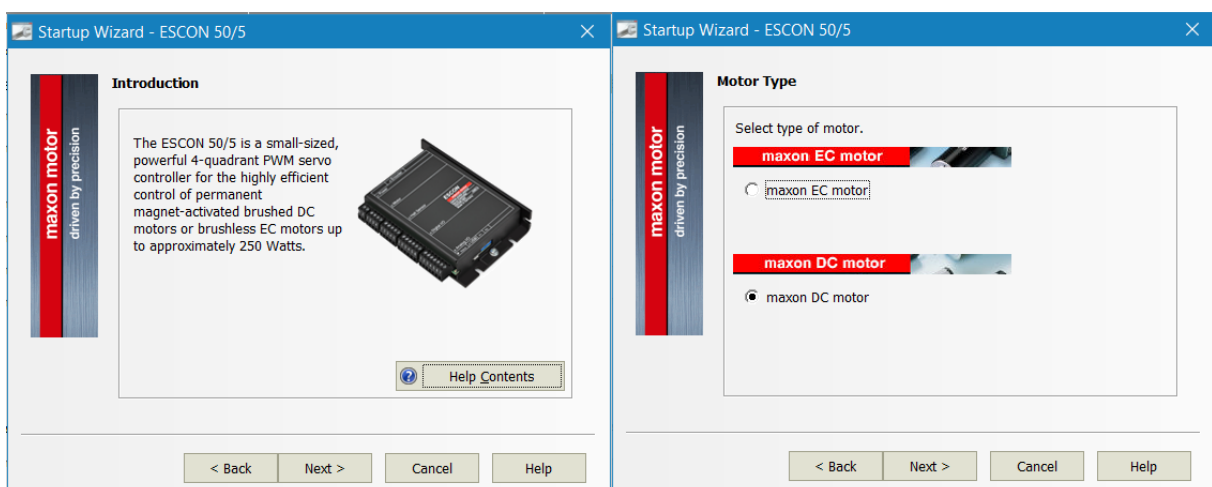 Startup Wizard - ESCON 50/5
maxon motor
driven by precision
Introduction
The ESCON 50/5 is a small-sized,
powerful 4-quadrant PWM servo
controller for the highly efficient
control of permanent
magnet-activated brushed DC
motors or brushless EC motors up
to approximately 250 Watts.
ESCON
Help Contents
< Back
Next >
Cancel
Help
Startup Wizard - ESCON 50/5
maxon motor
driven by precision
Motor Type
Select type of motor.
maxon EC motor
maxon EC motor
maxon DC motor
maxon DC motor
< Back
Next >
Cancel
Help